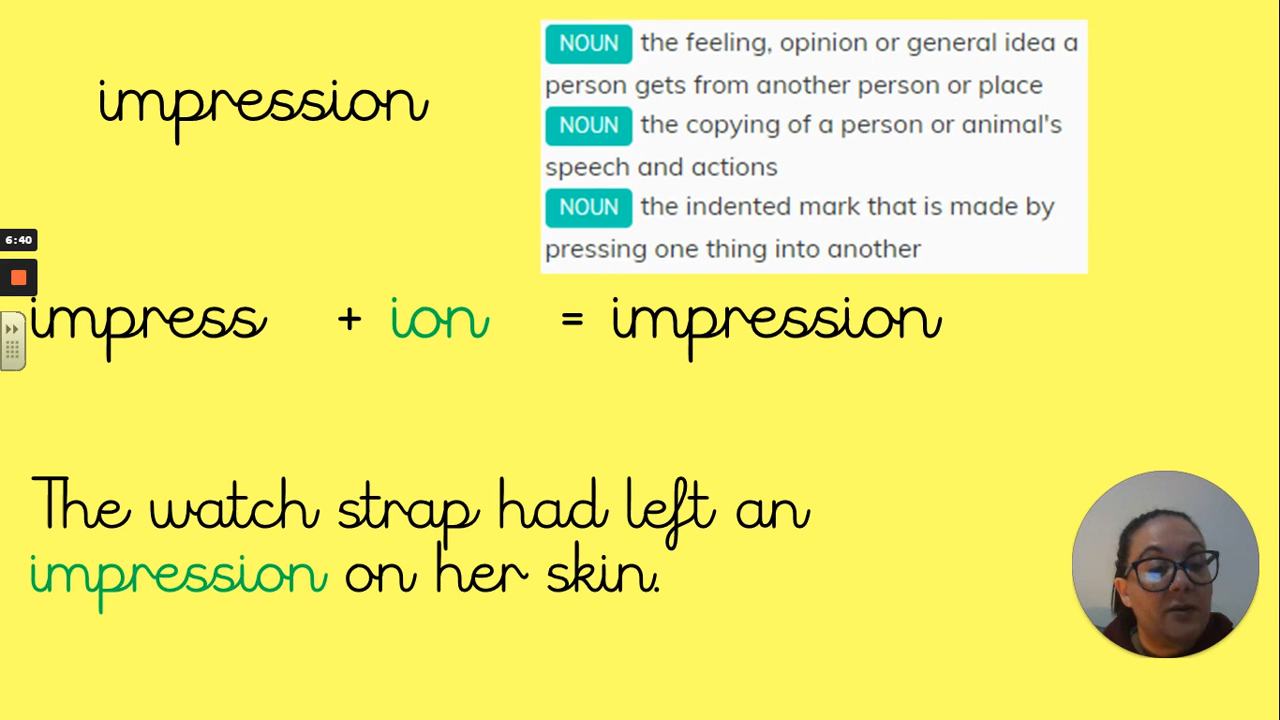 impression
NOUN the feeling, opinion or general idea a
person gets from another person or place
NOUN the copying of a person or animal's
speech and actions
NOUN the indented mark that is made by
pressing one thing into another
6:40
impress + ion = impression
The watch strap had left an
impression on her skin.